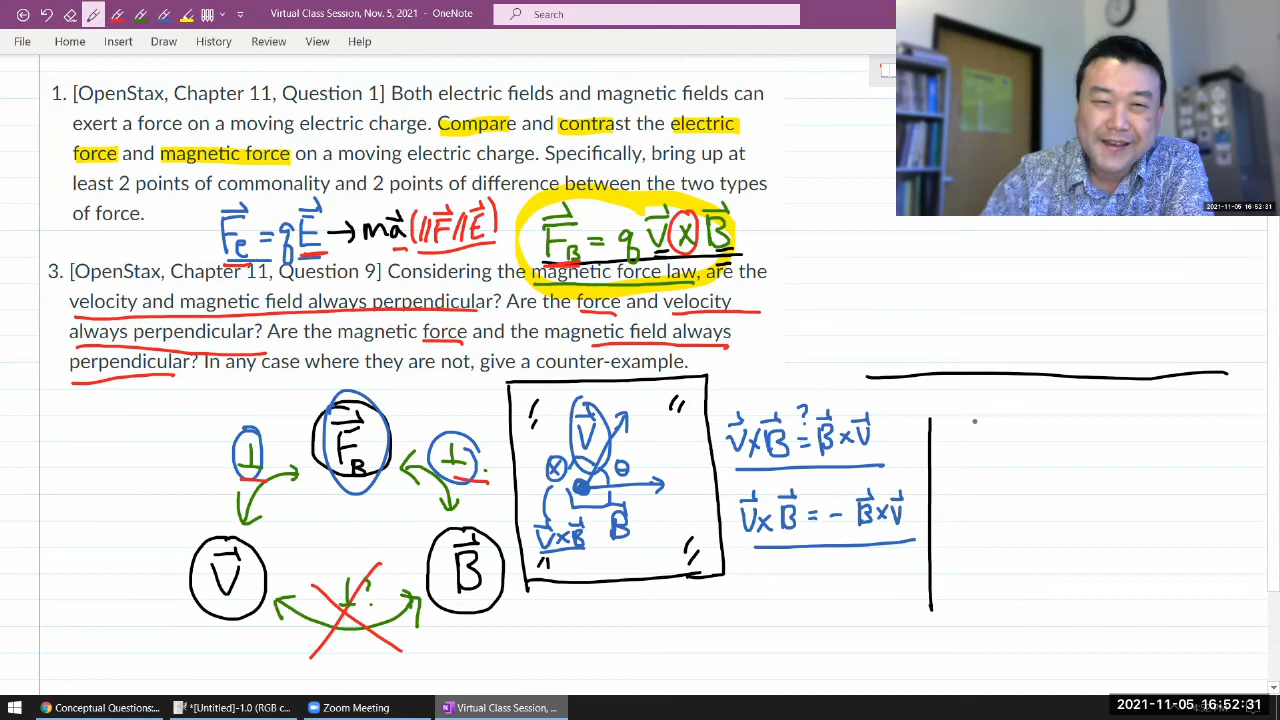 Virtual Class Session, Nov. 5, 2021 - OneNote
Search
File Home Insert Draw History Review View Help
1. [OpenStax, Chapter 11, Question 1] Both electric fields and magnetic fields can
exert a force on a moving electric charge. Compare and contrast the electric
force and magnetic force on a moving electric charge. Specifically, bring up at
least 2 points of commonality and 2 points of difference between the two types
of force.
F⃗e = qE⃗ → ma⃗ (//F⃗//E⃗)
F⃗B = q v⃗ × B⃗
3. [OpenStax, Chapter 11, Question 9] Considering the magnetic force law, are the
velocity and magnetic field always perpendicular? Are the force and velocity
always perpendicular? Are the magnetic force and the magnetic field always
perpendicular? In any case where they are not, give a counter-example.
⊥ F⃗B ⊥
v⃗ ⊥? B⃗
v⃗
⊗ θ
v⃗×B⃗ B⃗
v⃗×B⃗ =? B⃗×v⃗
v⃗×B⃗ = - B⃗×v⃗
2021-11-05 16:52:31
Conceptual Questions:...
*[Untitled]-1.0 (RGB c...
Zoom Meeting
Virtual Class Session,...
2021-11-05 16:52:31